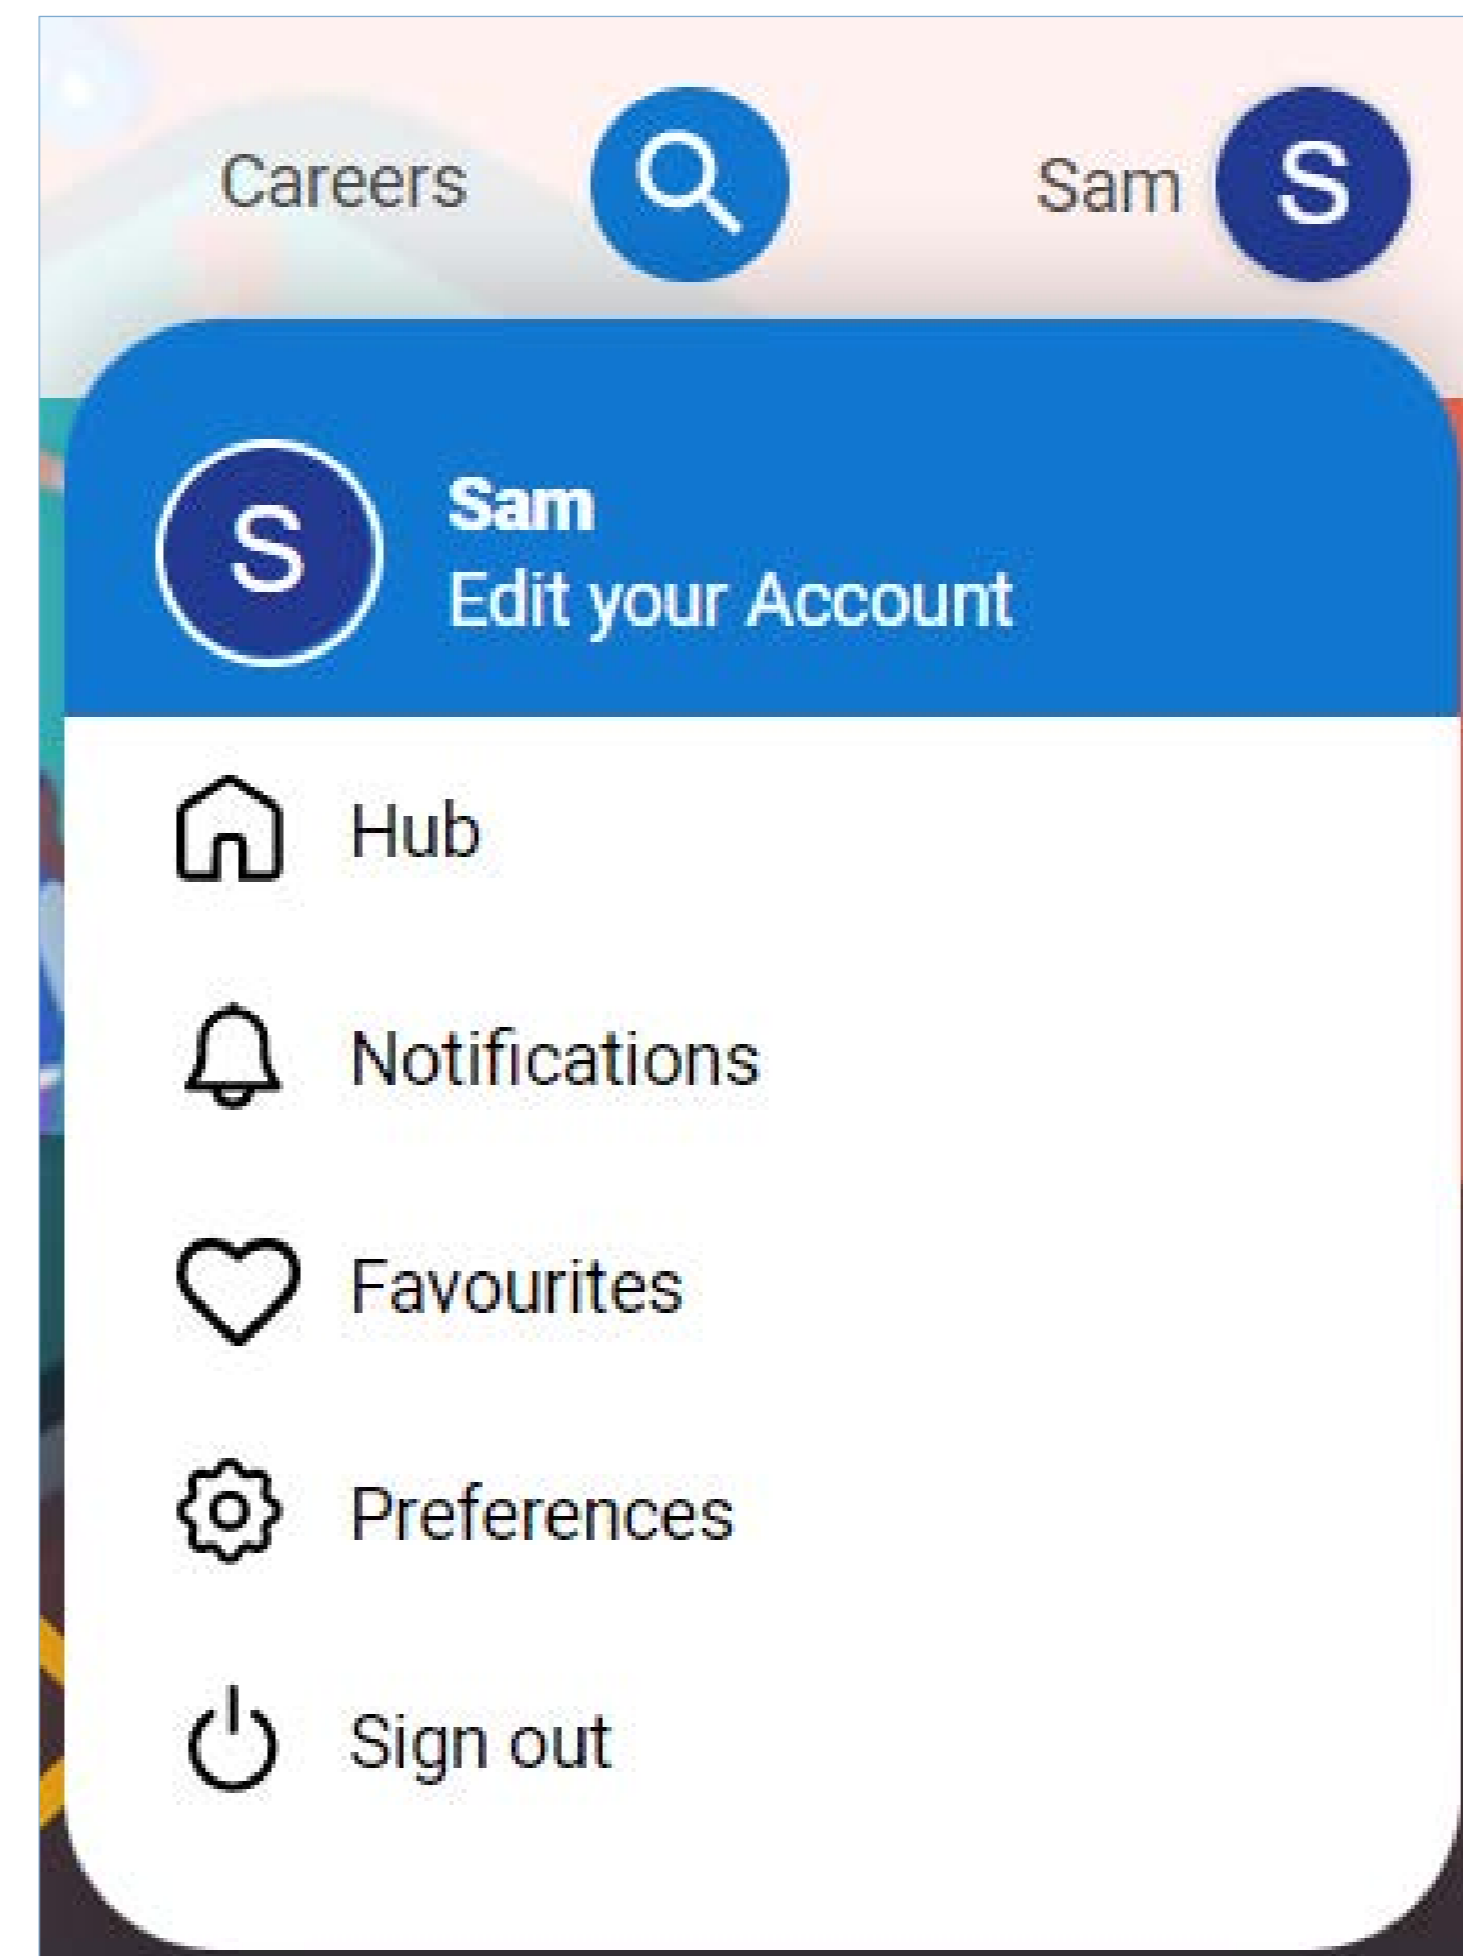 Careers
Sam
S
S
Sam
Edit your Account
Hub
Notifications
Favourites
Preferences
Sign out